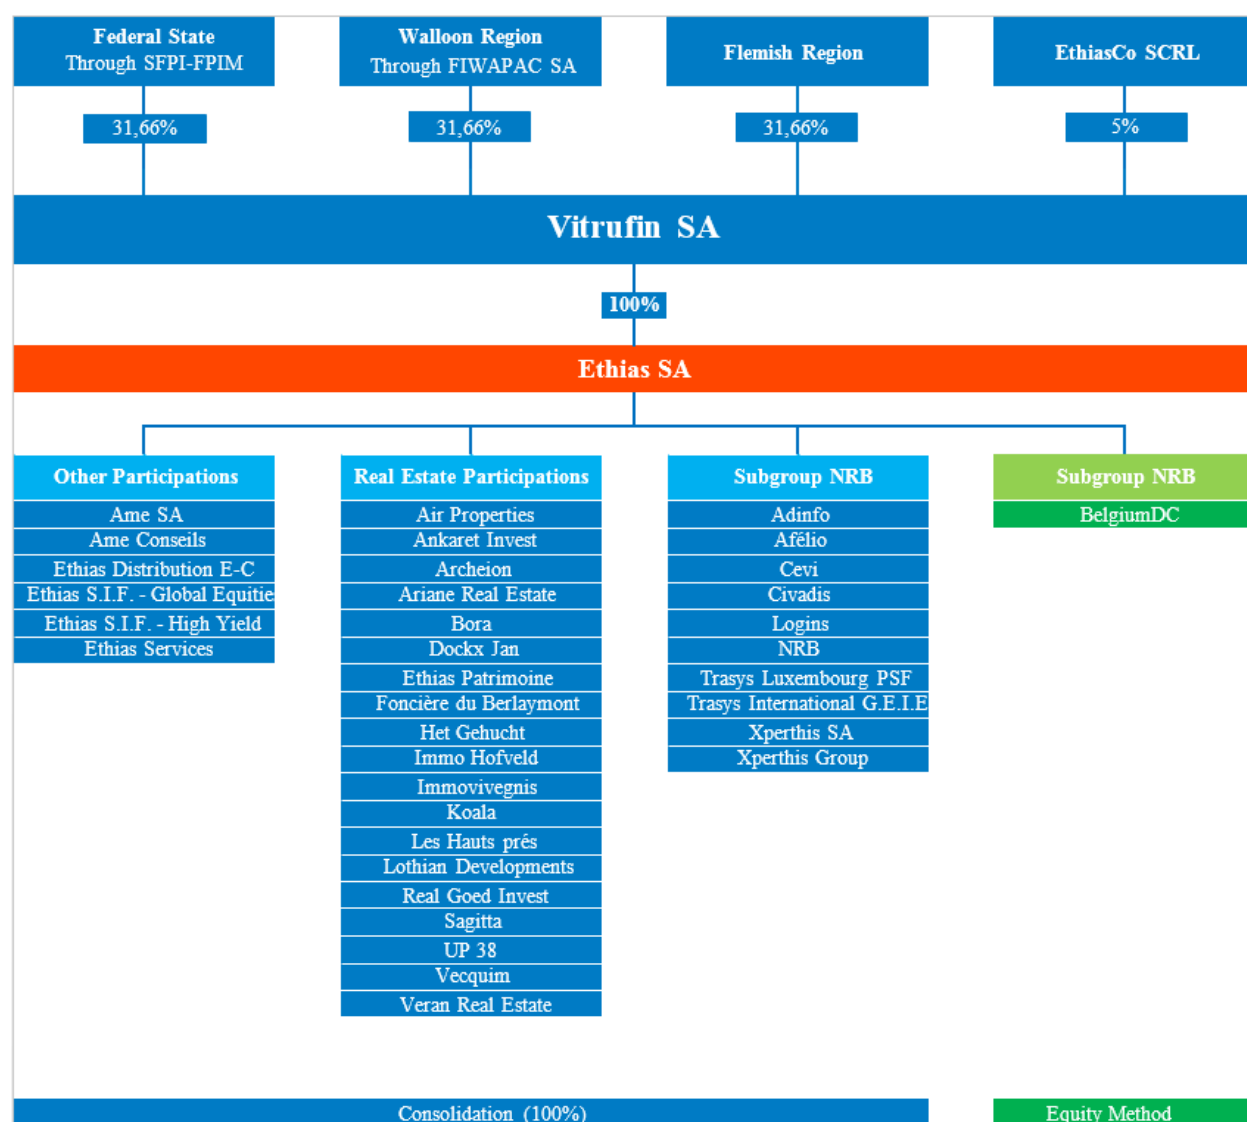 Federal State
Through SFPI-FPIM
Walloon Region
Through FIWAPAC SA
Flemish Region
EthiasCo SCRL
31,66%
31,66%
31,66%
5%
Vitrufin SA
100%
Ethias SA
Other Participations
Ame SA
Ame Conseils
Ethias Distribution E-C
Ethias S.I.F. - Global Equitie
Ethias S.I.F. - High Yield
Ethias Services
Real Estate Participations
Air Properties
Ankaret Invest
Archeion
Ariane Real Estate
Bora
Dockx Jan
Ethias Patrimoine
Foncière du Berlaymont
Het Gehucht
Immo Hofveld
Immovivegnis
Koala
Les Hauts prés
Lothian Developments
Real Goed Invest
Sagitta
UP 38
Vecquim
Veran Real Estate
Subgroup NRB
Adinfo
Afélio
Cevi
Civadis
Logins
NRB
Trasys Luxembourg PSF
Trasys International G.E.I.E
Xperthis SA
Xperthis Group
Subgroup NRB
BelgiumDC
Consolidation (100%)
Equity Method